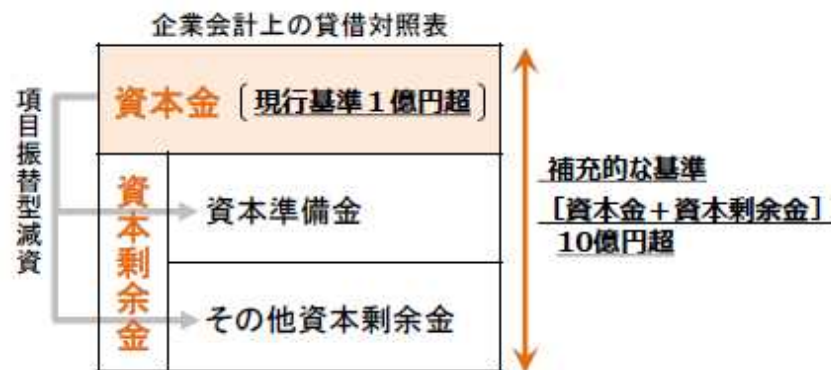 企業会計上の貸借対照表
項目振替型減資
資本金〔現行基準１億円超〕
資本剰余金
資本準備金
その他資本剰余金
補充的な基準
［資本金＋資本剰余金］
10億円超